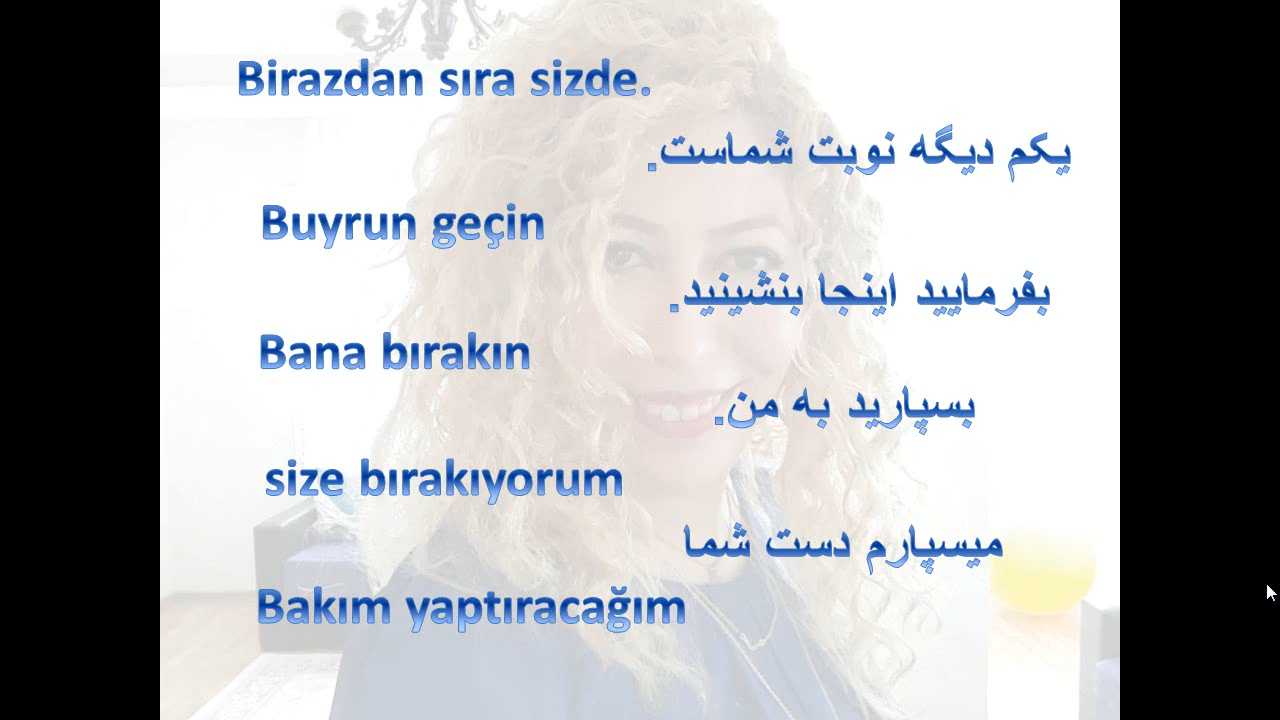 Birazdan sıra sizde.
یکم دیگه نوبت شماست.
Buyrun geçin
بفرمایید اینجا بنشینید.
Bana bırakın
بسپارید به من.
size bırakıyorum
میسپارم دست شما
Bakım yaptıracağım